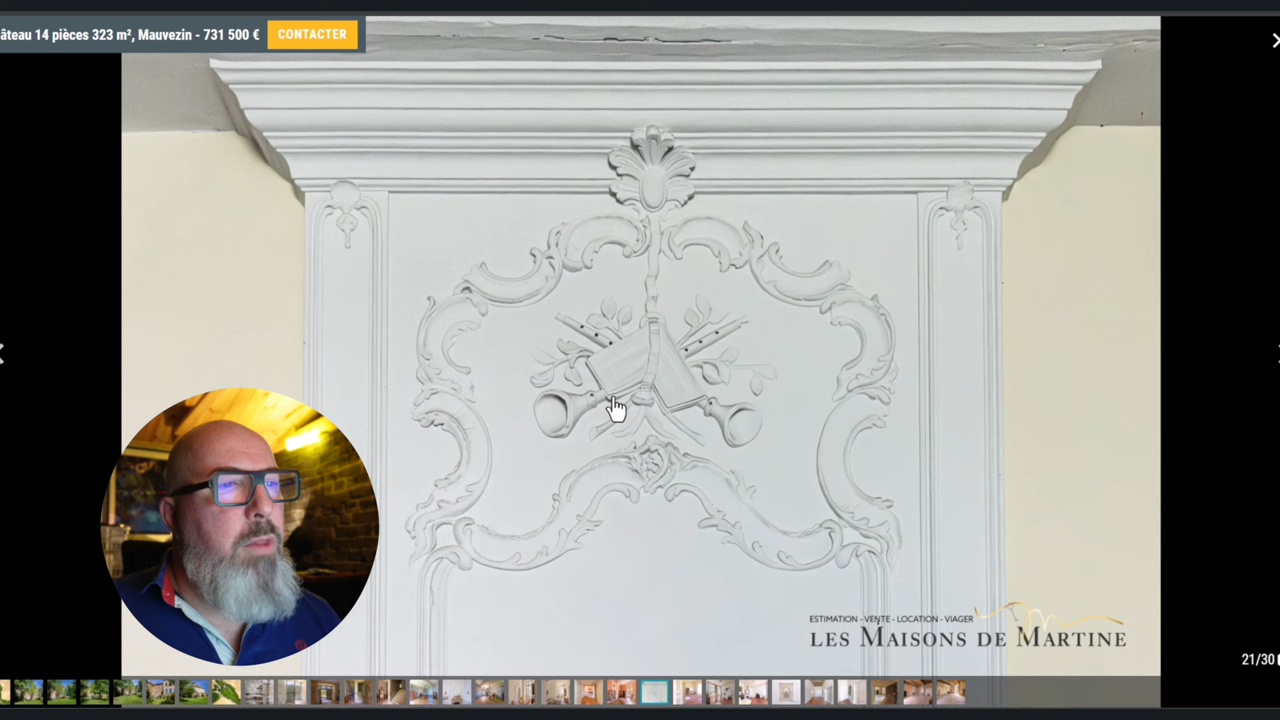 âteau 14 pièces 323 m², Mauvezin - 731 500 € CONTACTER
ESTIMATION - VENTE - LOCATION - VIAGER
LES MAISONS DE MARTINE
21/30